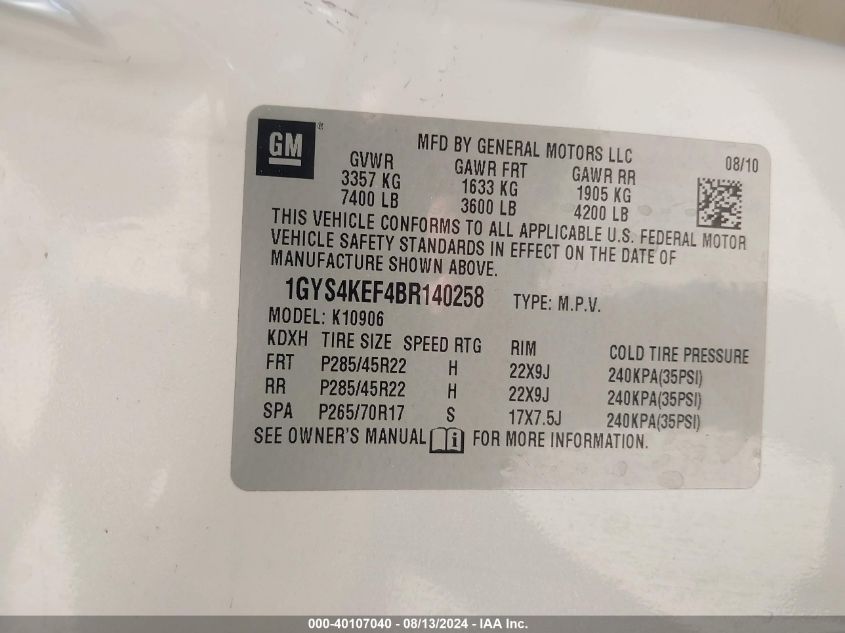 GM ® MFD BY GENERAL MOTORS LLC 08/10
GVWR GAWR FRT GAWR RR
3357 KG 1633 KG 1905 KG
7400 LB 3600 LB 4200 LB
THIS VEHICLE CONFORMS TO ALL APPLICABLE U.S. FEDERAL MOTOR
VEHICLE SAFETY STANDARDS IN EFFECT ON THE DATE OF
MANUFACTURE SHOWN ABOVE.
1GYS4KEF4BR140258 TYPE: M.P.V.
MODEL: K10906
KDXH TIRE SIZE SPEED RTG RIM COLD TIRE PRESSURE
FRT P285/45R22 H 22X9J 240KPA(35PSI)
RR P285/45R22 H 22X9J 240KPA(35PSI)
SPA P265/70R17 S 17X7.5J 240KPA(35PSI)
SEE OWNER'S MANUAL i FOR MORE INFORMATION.
000-40107040 - 08/13/2024 - IAA Inc.